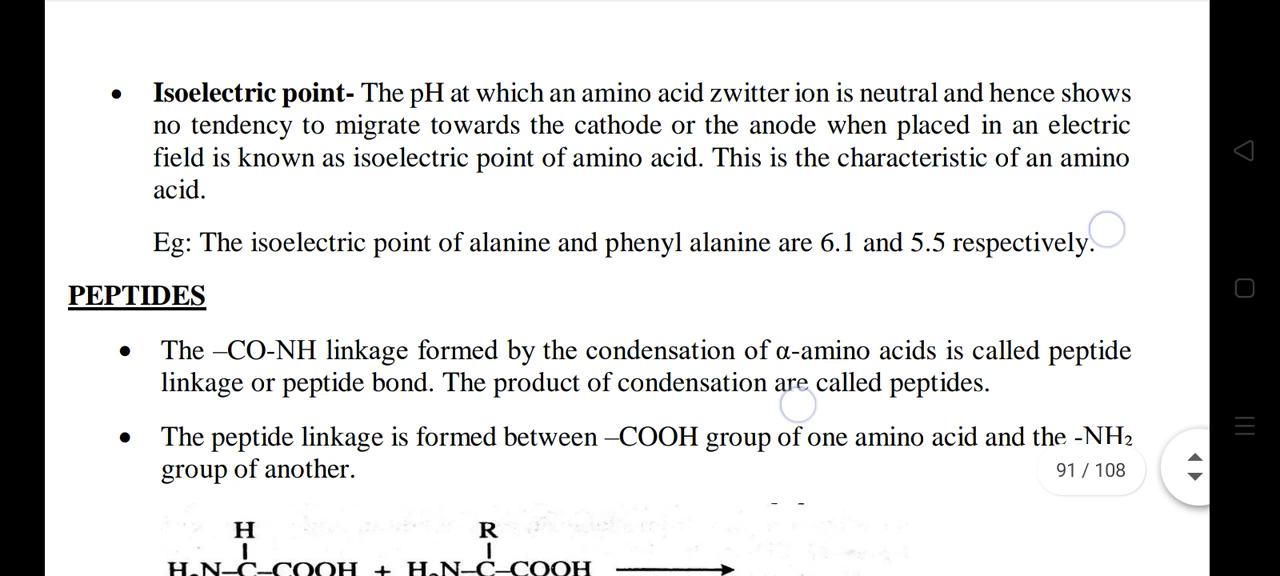 • Isoelectric point- The pH at which an amino acid zwitter ion is neutral and hence shows
no tendency to migrate towards the cathode or the anode when placed in an electric
field is known as isoelectric point of amino acid. This is the characteristic of an amino
acid.
Eg: The isoelectric point of alanine and phenyl alanine are 6.1 and 5.5 respectively.
PEPTIDES
• The –CO-NH linkage formed by the condensation of α-amino acids is called peptide
linkage or peptide bond. The product of condensation are called peptides.
• The peptide linkage is formed between –COOH group of one amino acid and the -NH₂
group of another.
91 / 108
H R
H₂N–C–COOH + H₂N–C–COOH ⟶